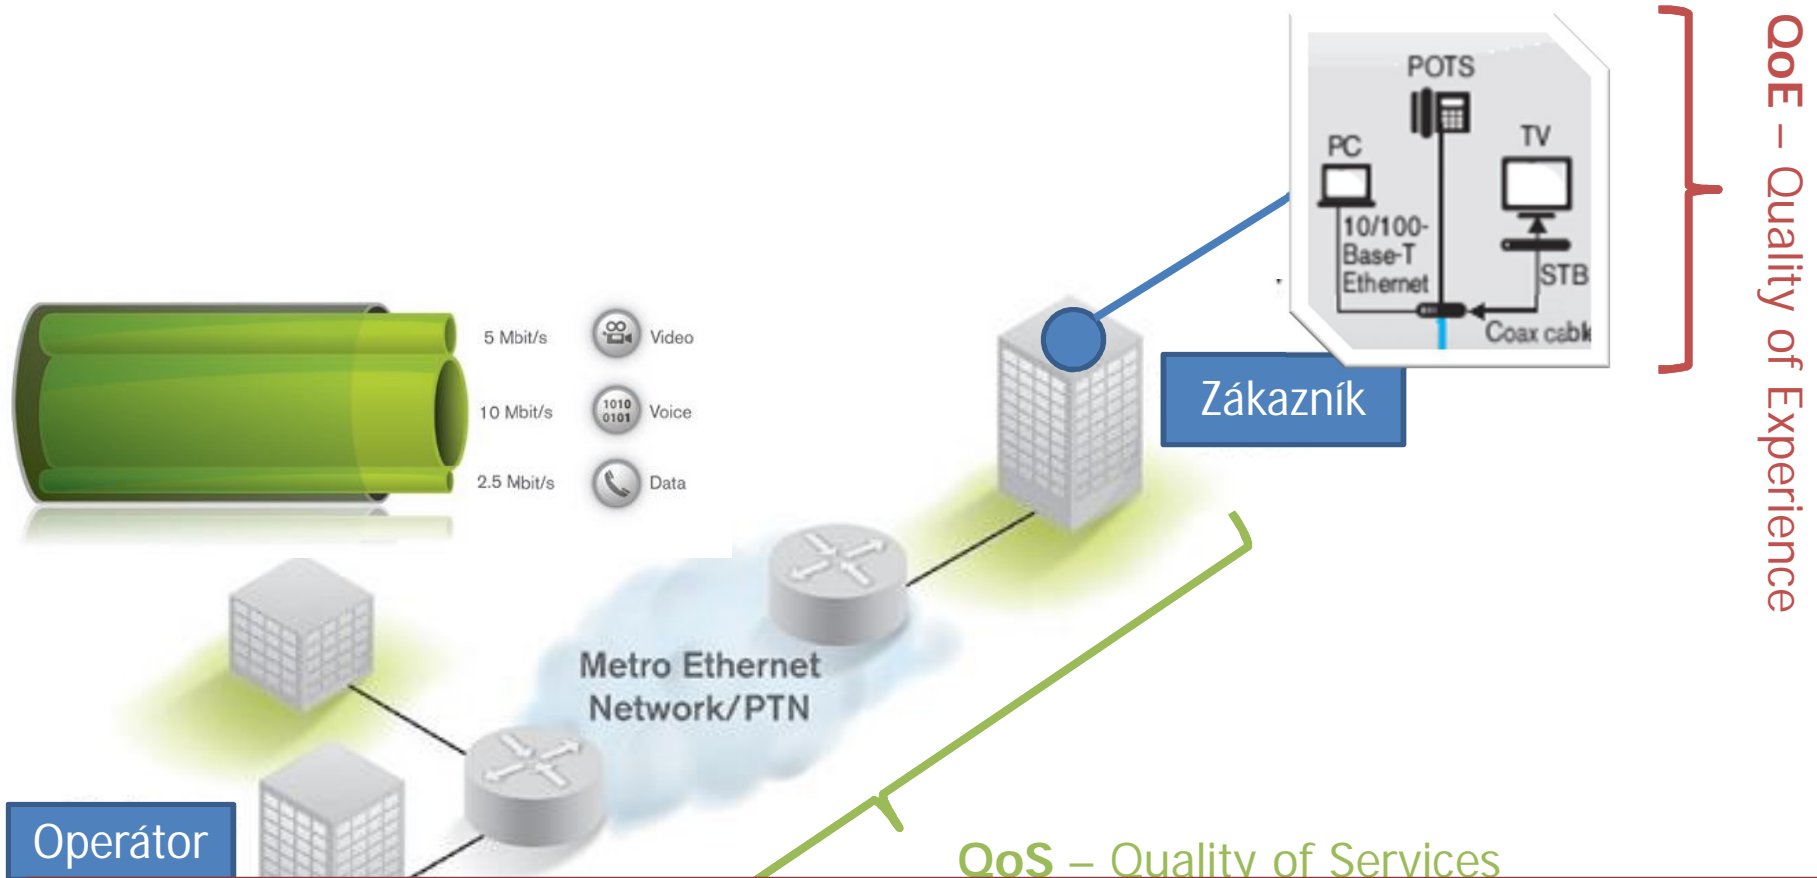 QoE – Quality of Experience
POTS
PC
TV
10/100-
Base-T
Ethernet
STB
Coax cable
5 Mbit/s
Video
10 Mbit/s
1010
0101
Voice
2.5 Mbit/s
Data
Zákazník
Metro Ethernet
Network/PTN
Operátor
QoS – Quality of Services